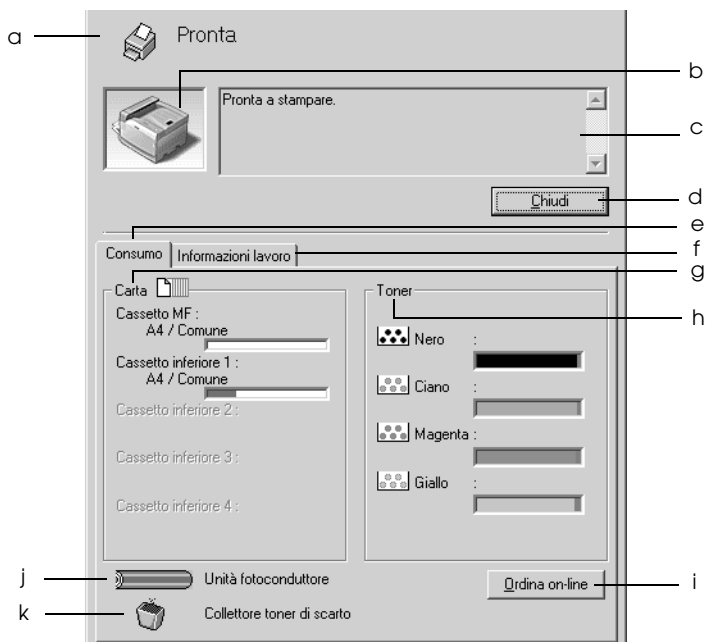 a
Pronta
b
Pronta a stampare.
c
Chiudi
d
e
Consumo
Informazioni lavoro
f
g
Carta
Cassetto MF :
A4 / Comune
Cassetto inferiore 1 :
A4 / Comune
Cassetto inferiore 2 :
Cassetto inferiore 3 :
Cassetto inferiore 4 :
Toner
h
Nero :
Ciano :
Magenta :
Giallo :
j
Unità fotoconduttore
Ordina on-line
i
k
Collettore toner di scarto